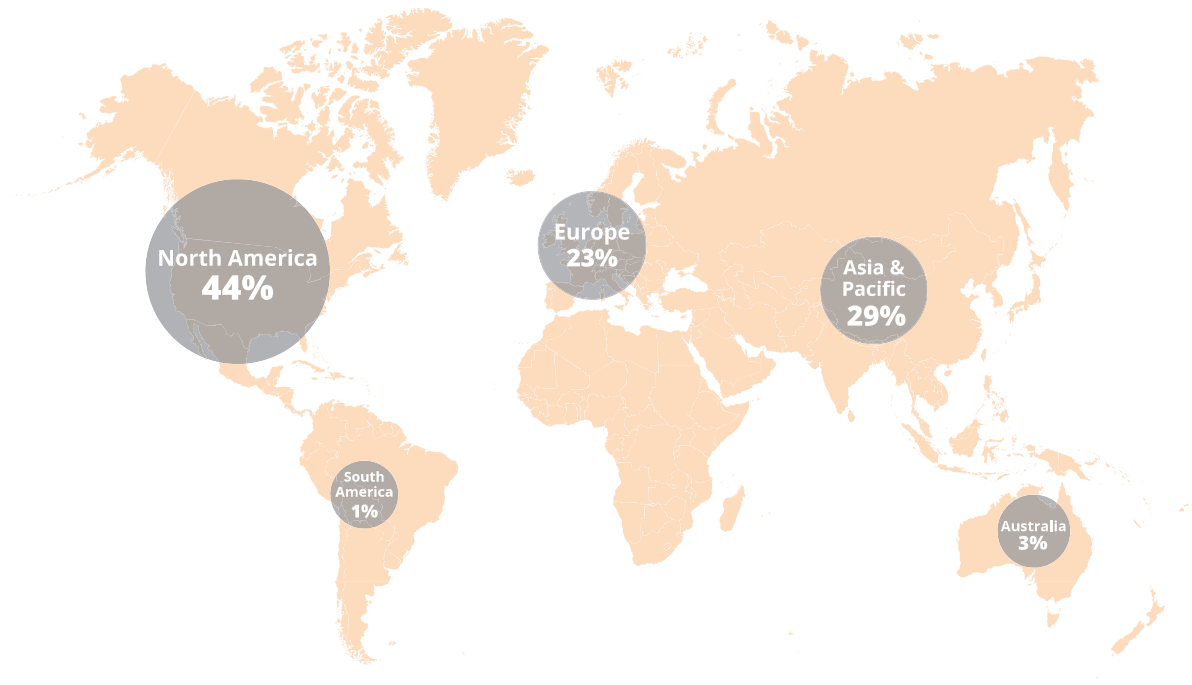 North America
44%
Europe
23%
Asia &
Pacific
29%
South
America
1%
Australia
3%